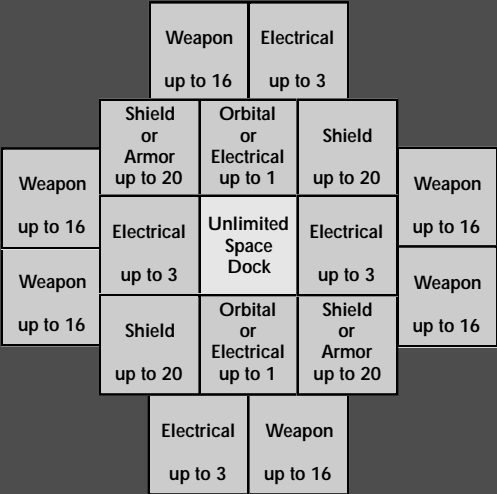 Weapon
up to 16
Electrical
up to 3
Shield
or
Armor
up to 20
Orbital
or
Electrical
up to 1
Shield
up to 20
Weapon
up to 16
Weapon
up to 16
Electrical
up to 3
Unlimited
Space
Dock
Electrical
up to 3
Weapon
up to 16
Weapon
up to 16
Shield
up to 20
Orbital
or
Electrical
up to 1
Shield
or
Armor
up to 20
Electrical
up to 3
Weapon
up to 16